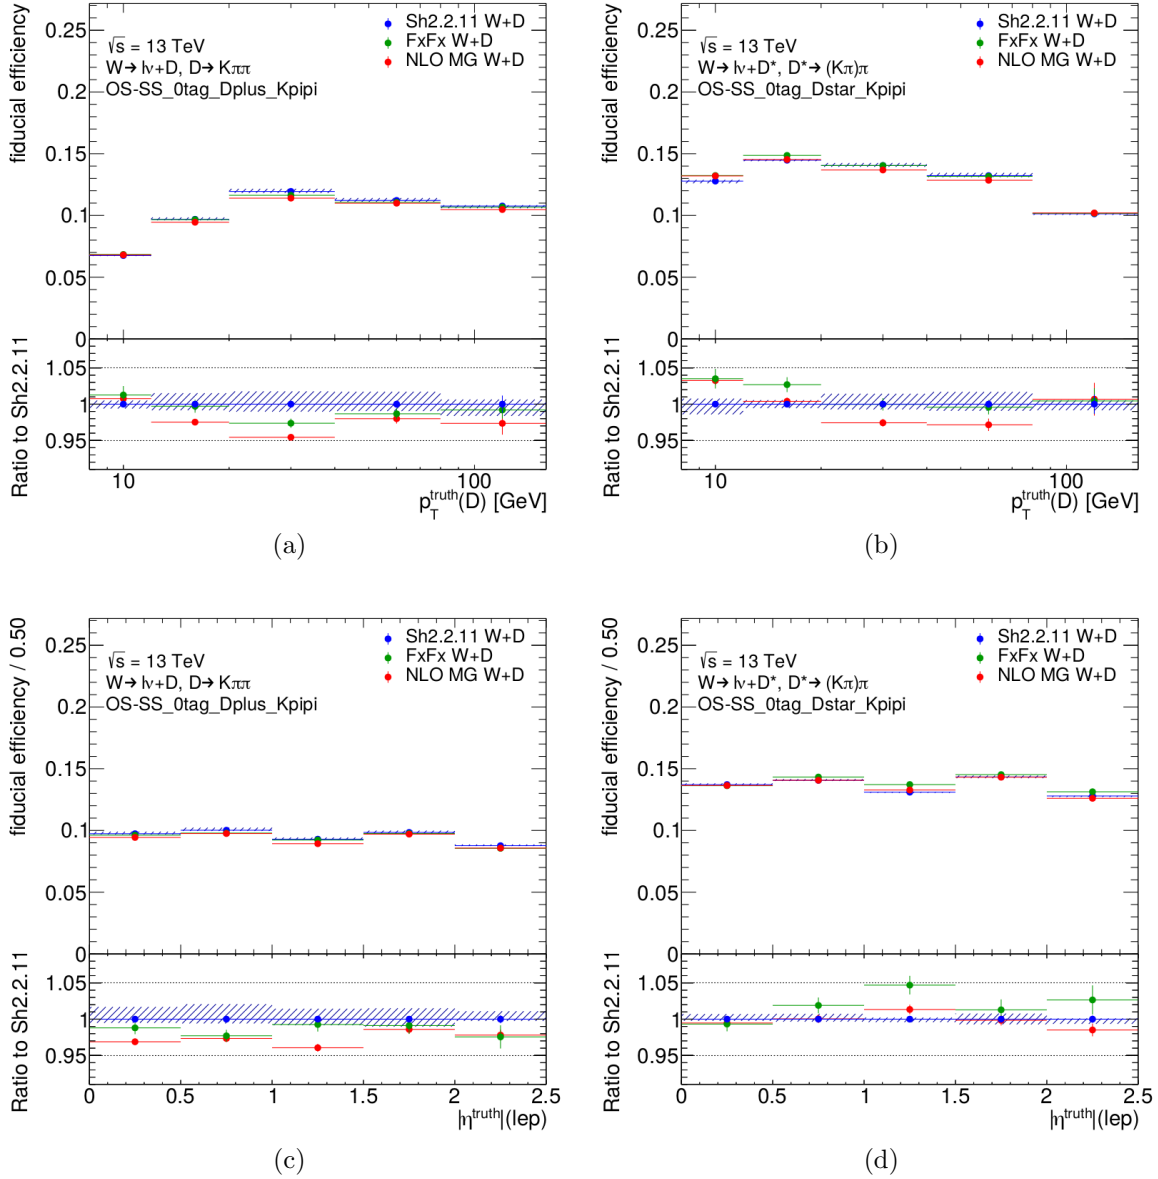 fiducial efficiency
0.25
0.2
0.15
0.1
0.05
0
√s = 13 TeV
W→ lν+D, D→ Kππ
OS-SS_0tag_Dplus_Kpipi
Sh2.2.11 W+D
FxFx W+D
NLO MG W+D
Ratio to Sh2.2.11
1.05
1
0.95
10 100
p_T^truth(D) [GeV]
(a)
fiducial efficiency
0.25
0.2
0.15
0.1
0.05
0
√s = 13 TeV
W→ lν+D*, D*→ (Kπ)π
OS-SS_0tag_Dstar_Kpipi
Sh2.2.11 W+D
FxFx W+D
NLO MG W+D
Ratio to Sh2.2.11
1.05
1
0.95
10 100
p_T^truth(D) [GeV]
(b)
fiducial efficiency / 0.50
0.25
0.2
0.15
0.1
0.05
0
√s = 13 TeV
W→ lν+D, D→ Kππ
OS-SS_0tag_Dplus_Kpipi
Sh2.2.11 W+D
FxFx W+D
NLO MG W+D
Ratio to Sh2.2.11
1.05
1
0.95
0 0.5 1 1.5 2 2.5
|η^truth|(lep)
(c)
fiducial efficiency / 0.50
0.25
0.2
0.15
0.1
0.05
0
√s = 13 TeV
W→ lν+D*, D*→ (Kπ)π
OS-SS_0tag_Dstar_Kpipi
Sh2.2.11 W+D
FxFx W+D
NLO MG W+D
Ratio to Sh2.2.11
1.05
1
0.95
0 0.5 1 1.5 2 2.5
|η^truth|(lep)
(d)